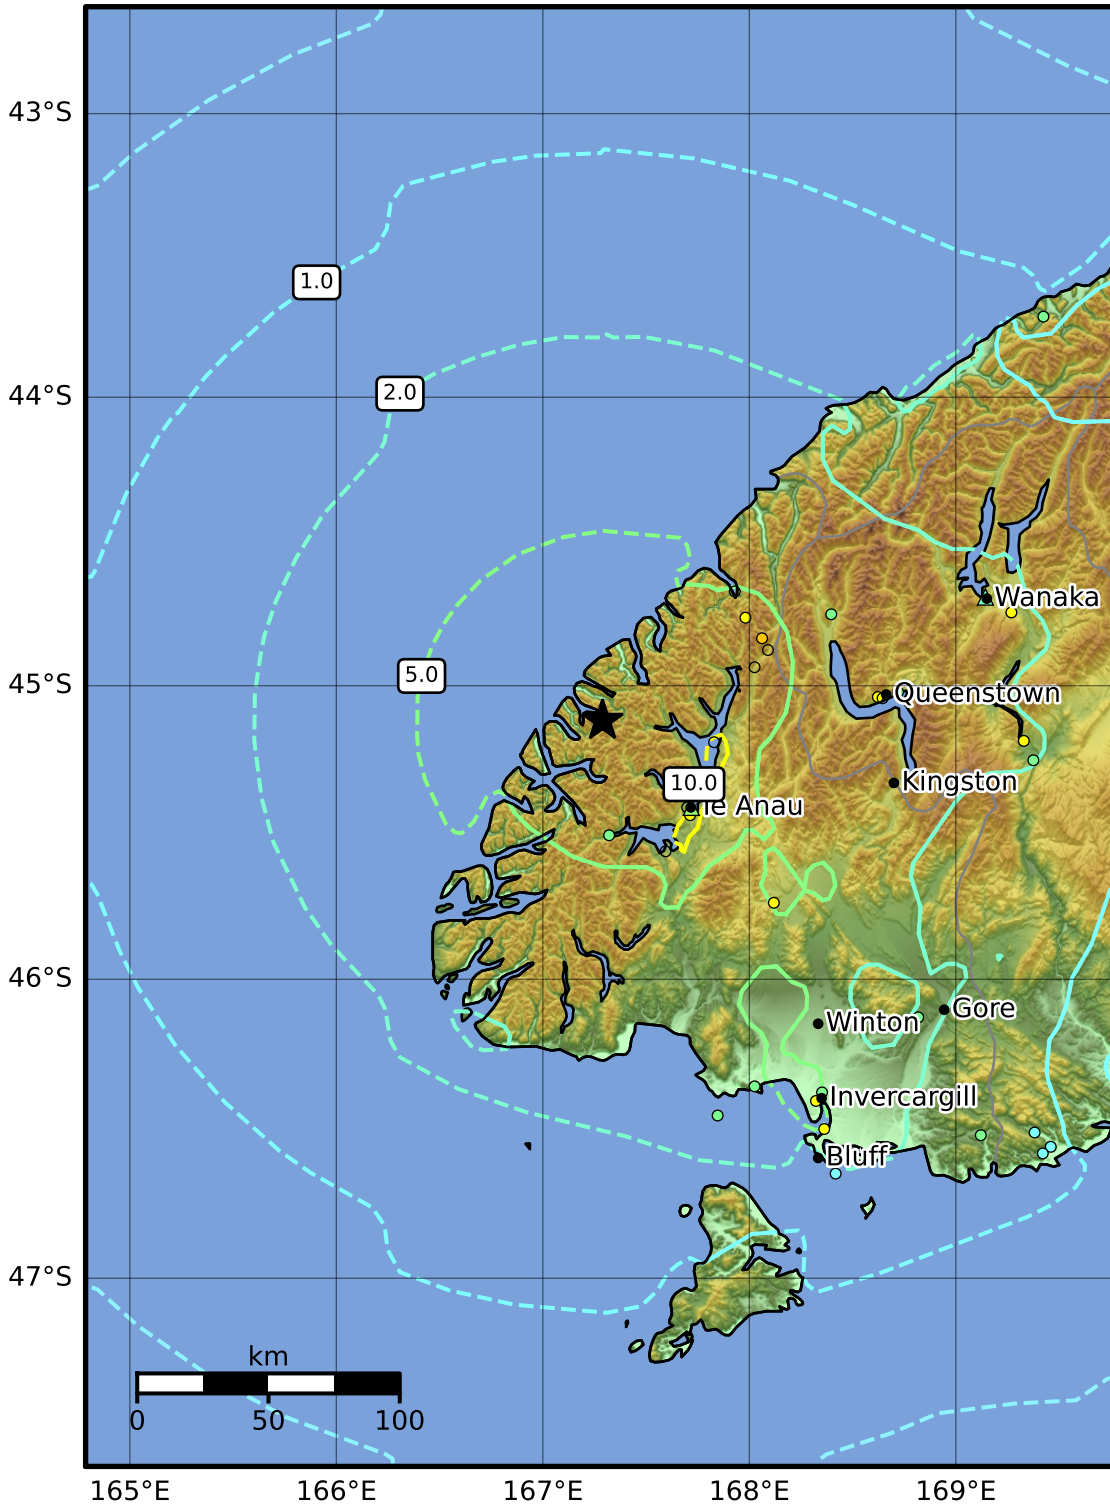 43°S
1.0
2.0
44°S
Wanaka
5.0
45°S
Queenstown
10.0
Kingston
Te Anau
46°S
Gore
Winton
Invercargill
Bluff
47°S
km
0 50 100
165°E 166°E 167°E 168°E 169°E